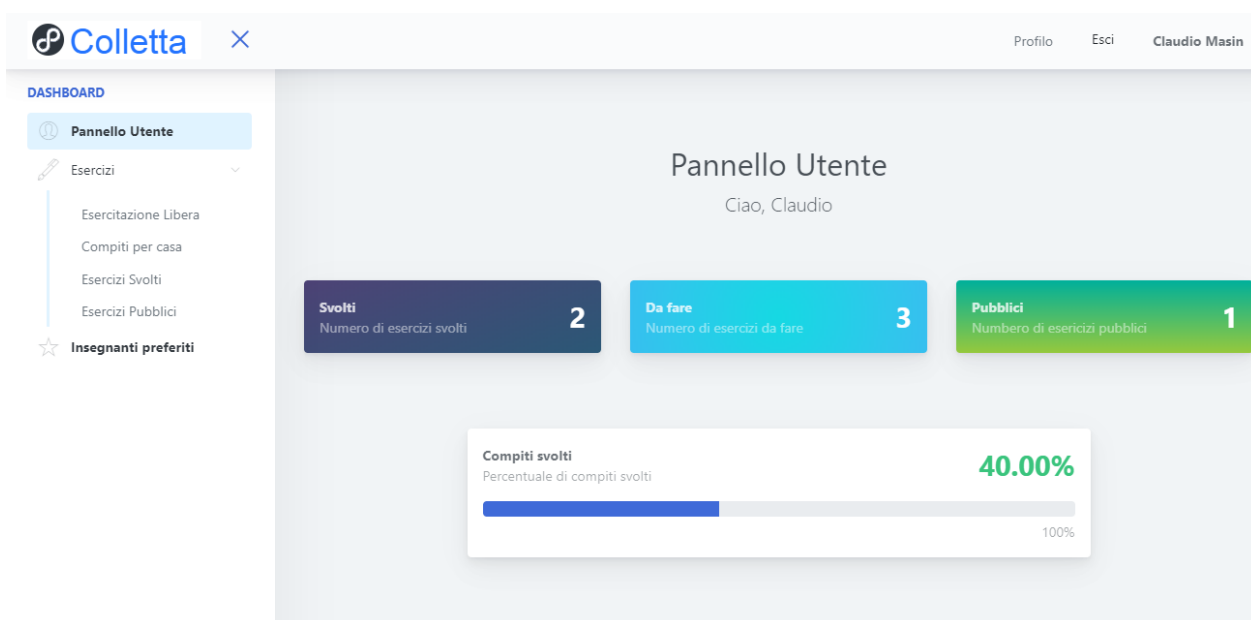 Colletta
Profilo Esci Claudio Masin
DASHBOARD
Pannello Utente
Esercizi
Esercitazione Libera
Compiti per casa
Esercizi Svolti
Esercizi Pubblici
Insegnanti preferiti
Pannello Utente
Ciao, Claudio
Svolti
Numero di esercizi svolti
2
Da fare
Numero di esercizi da fare
3
Pubblici
Numbero di esericizi pubblici
1
Compiti svolti
Percentuale di compiti svolti
40.00%
100%